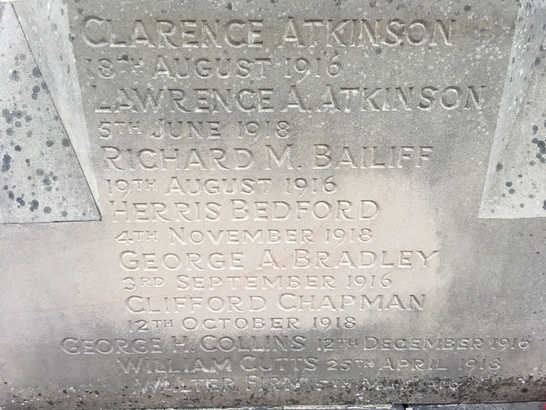 CLARENCE ATKINSON
18TH AUGUST 1916
LAWRENCE A. ATKINSON
5TH JUNE 1918
RICHARD M. BAILIFF
19TH AUGUST 1916
HERRIS BEDFORD
4TH NOVEMBER 1918
GEORGE A. BRADLEY
3RD SEPTEMBER 1916
CLIFFORD CHAPMAN
12TH OCTOBER 1918
GEORGE H. COLLINS 12TH DECEMBER 1916
WILLIAM CUTTS 25TH APRIL 1918
WALTER